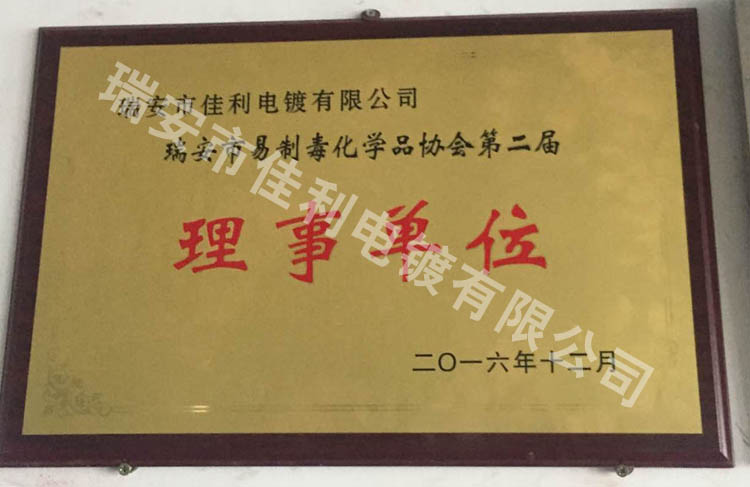 瑞安市佳利电镀有限公司
瑞安市易制毒化学品协会第二届
理事单位
二〇一六年十二月
瑞安市佳利电镀有限公司